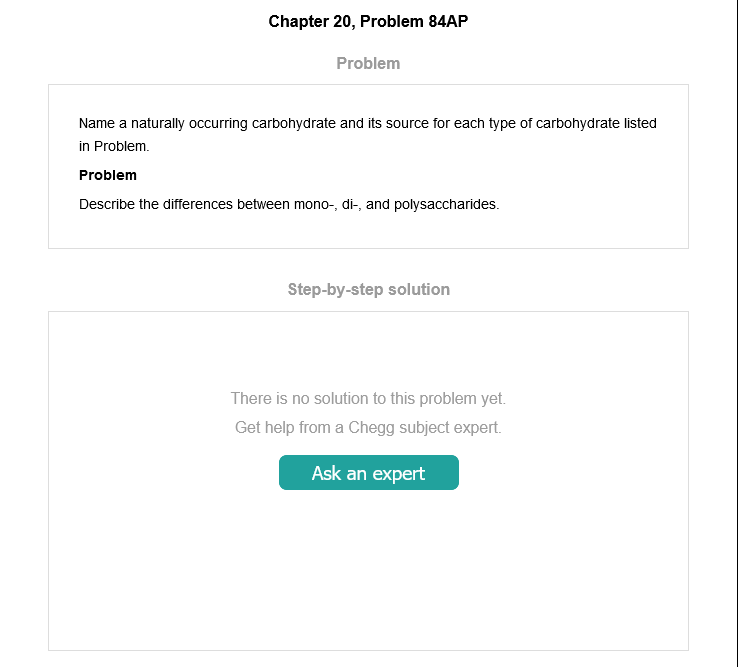 Chapter 20, Problem 84AP
Problem
Name a naturally occurring carbohydrate and its source for each type of carbohydrate listed
in Problem.
Problem
Describe the differences between mono-, di-, and polysaccharides.
Step-by-step solution
There is no solution to this problem yet.
Get help from a Chegg subject expert.
Ask an expert